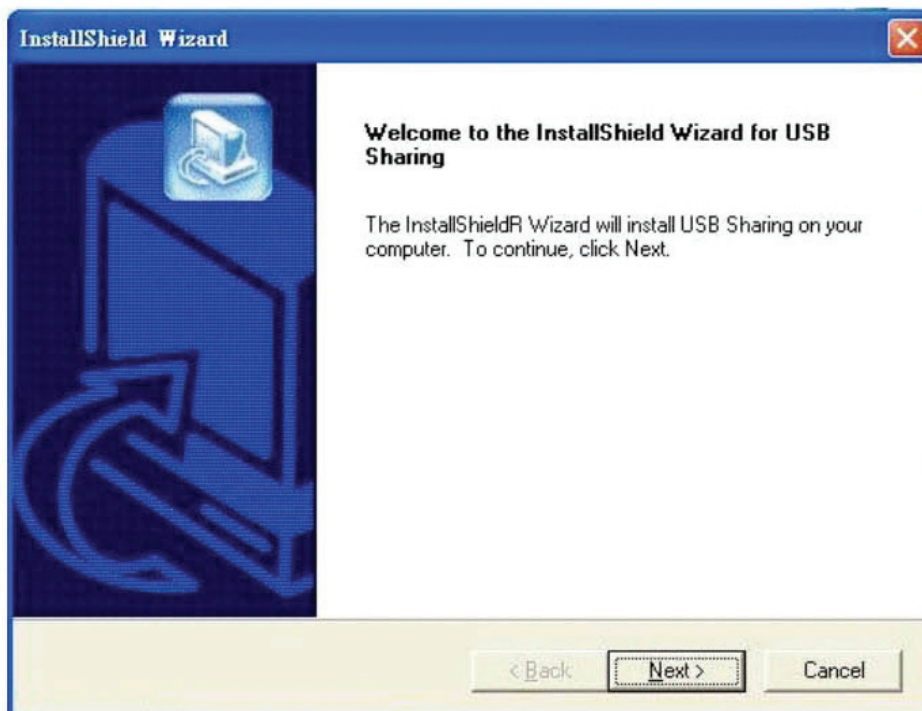 InstallShield Wizard
Welcome to the InstallShield Wizard for USB
Sharing
The InstallShieldR Wizard will install USB Sharing on your
computer. To continue, click Next.
< Back
Next >
Cancel